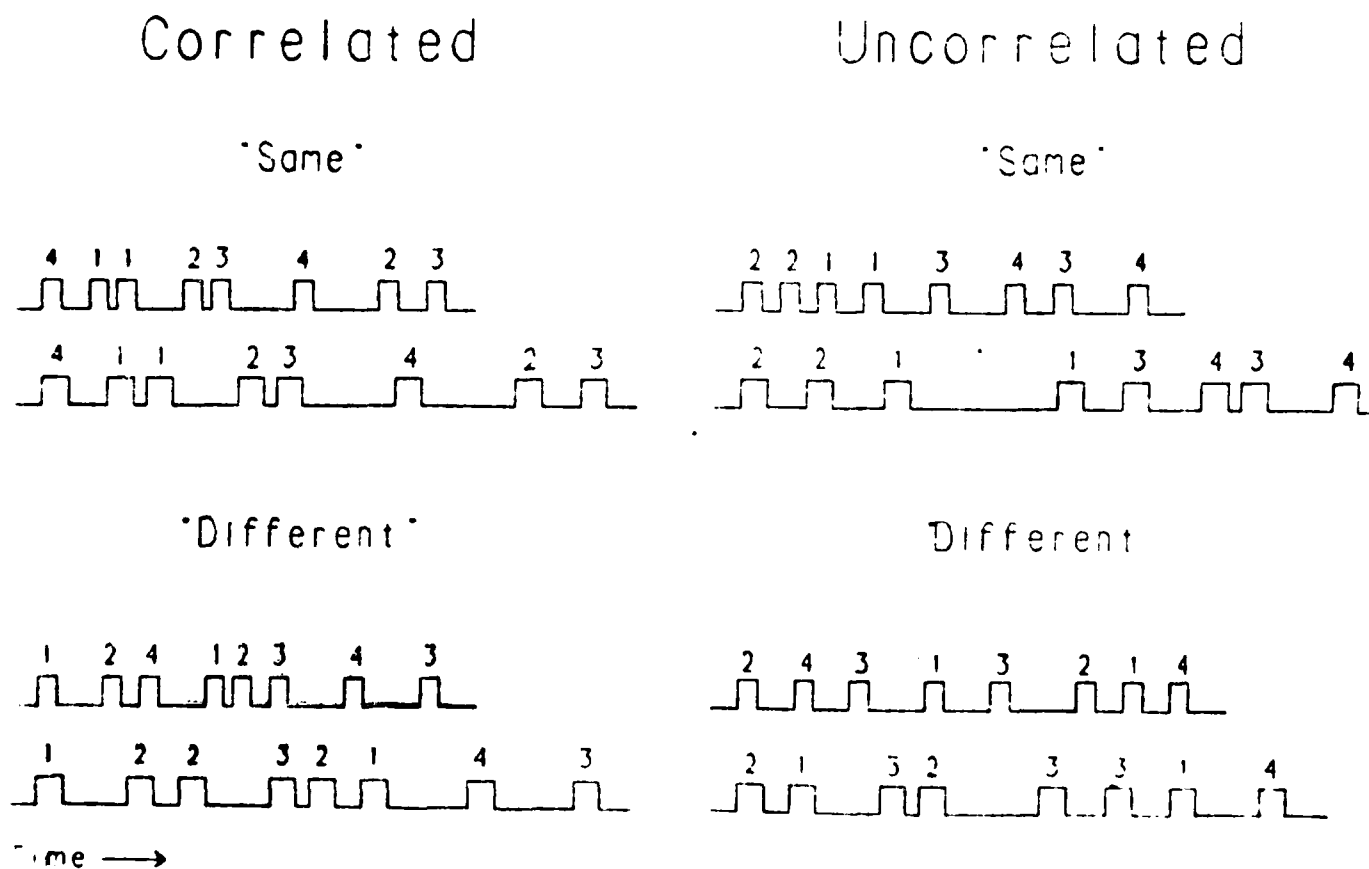 Correlated
"Same"
4 1 1 2 3 4 2 3
4 1 1 2 3 4 2 3
"Different"
1 2 4 1 2 3 4 3
1 2 2 3 2 1 4 3
Time →
Uncorrelated
"Same"
2 2 1 1 3 4 3 4
2 2 1 1 3 4 3 4
Different
2 4 3 1 3 2 1 4
2 1 3 2 3 3 1 4